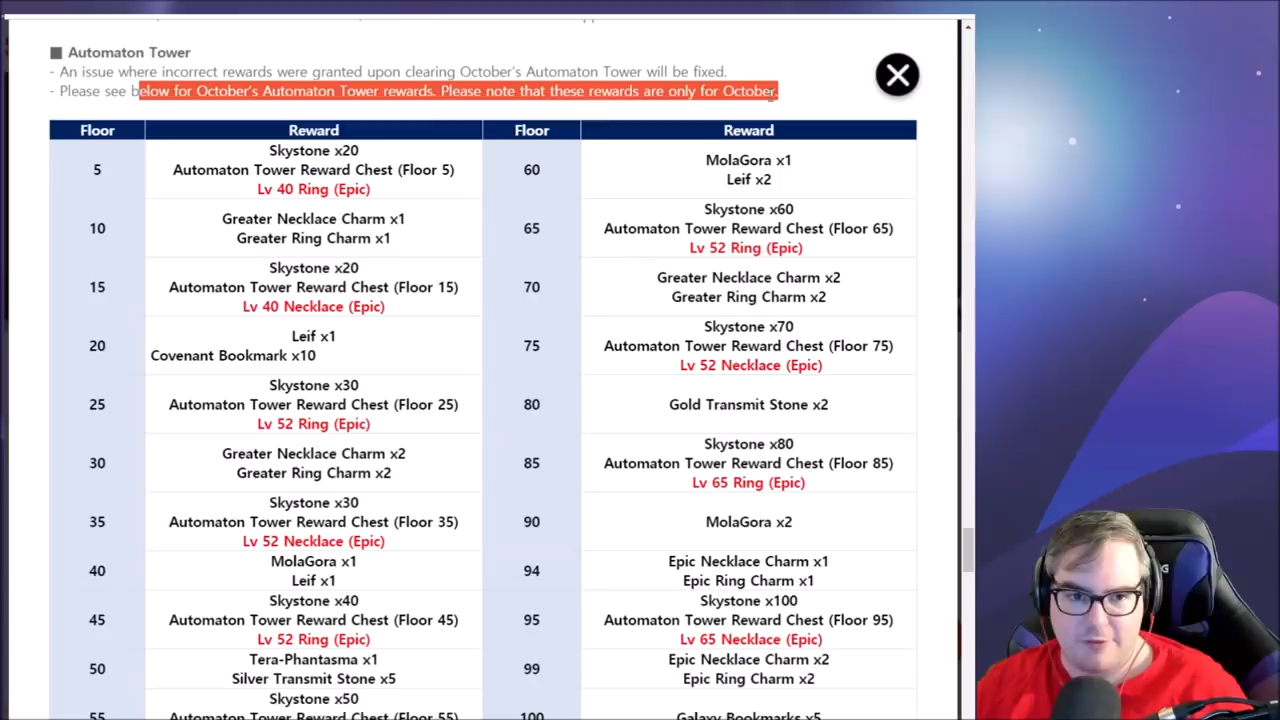 ■ Automaton Tower
- An issue where incorrect rewards were granted upon clearing October's Automaton Tower will be fixed.
- Please see below for October's Automaton Tower rewards. Please note that these rewards are only for October.
Floor Reward Floor Reward
5
Skystone x20
Automaton Tower Reward Chest (Floor 5)
Lv 40 Ring (Epic)
60
MolaGora x1
Leif x2
10
Greater Necklace Charm x1
Greater Ring Charm x1
65
Skystone x60
Automaton Tower Reward Chest (Floor 65)
Lv 52 Ring (Epic)
15
Skystone x20
Automaton Tower Reward Chest (Floor 15)
Lv 40 Necklace (Epic)
70
Greater Necklace Charm x2
Greater Ring Charm x2
20
Leif x1
Covenant Bookmark x10
75
Skystone x70
Automaton Tower Reward Chest (Floor 75)
Lv 52 Necklace (Epic)
25
Skystone x30
Automaton Tower Reward Chest (Floor 25)
Lv 52 Ring (Epic)
80
Gold Transmit Stone x2
30
Greater Necklace Charm x2
Greater Ring Charm x2
85
Skystone x80
Automaton Tower Reward Chest (Floor 85)
Lv 65 Ring (Epic)
35
Skystone x30
Automaton Tower Reward Chest (Floor 35)
Lv 52 Necklace (Epic)
90
MolaGora x2
40
MolaGora x1
Leif x1
94
Epic Necklace Charm x1
Epic Ring Charm x1
45
Skystone x40
Automaton Tower Reward Chest (Floor 45)
Lv 52 Ring (Epic)
95
Skystone x100
Automaton Tower Reward Chest (Floor 95)
Lv 65 Necklace (Epic)
50
Tera-Phantasma x1
Silver Transmit Stone x5
99
Epic Necklace Charm x2
Epic Ring Charm x2
55
Skystone x50
Automaton Tower Reward Chest (Floor 55)
100
Galaxy Bookmarks x5